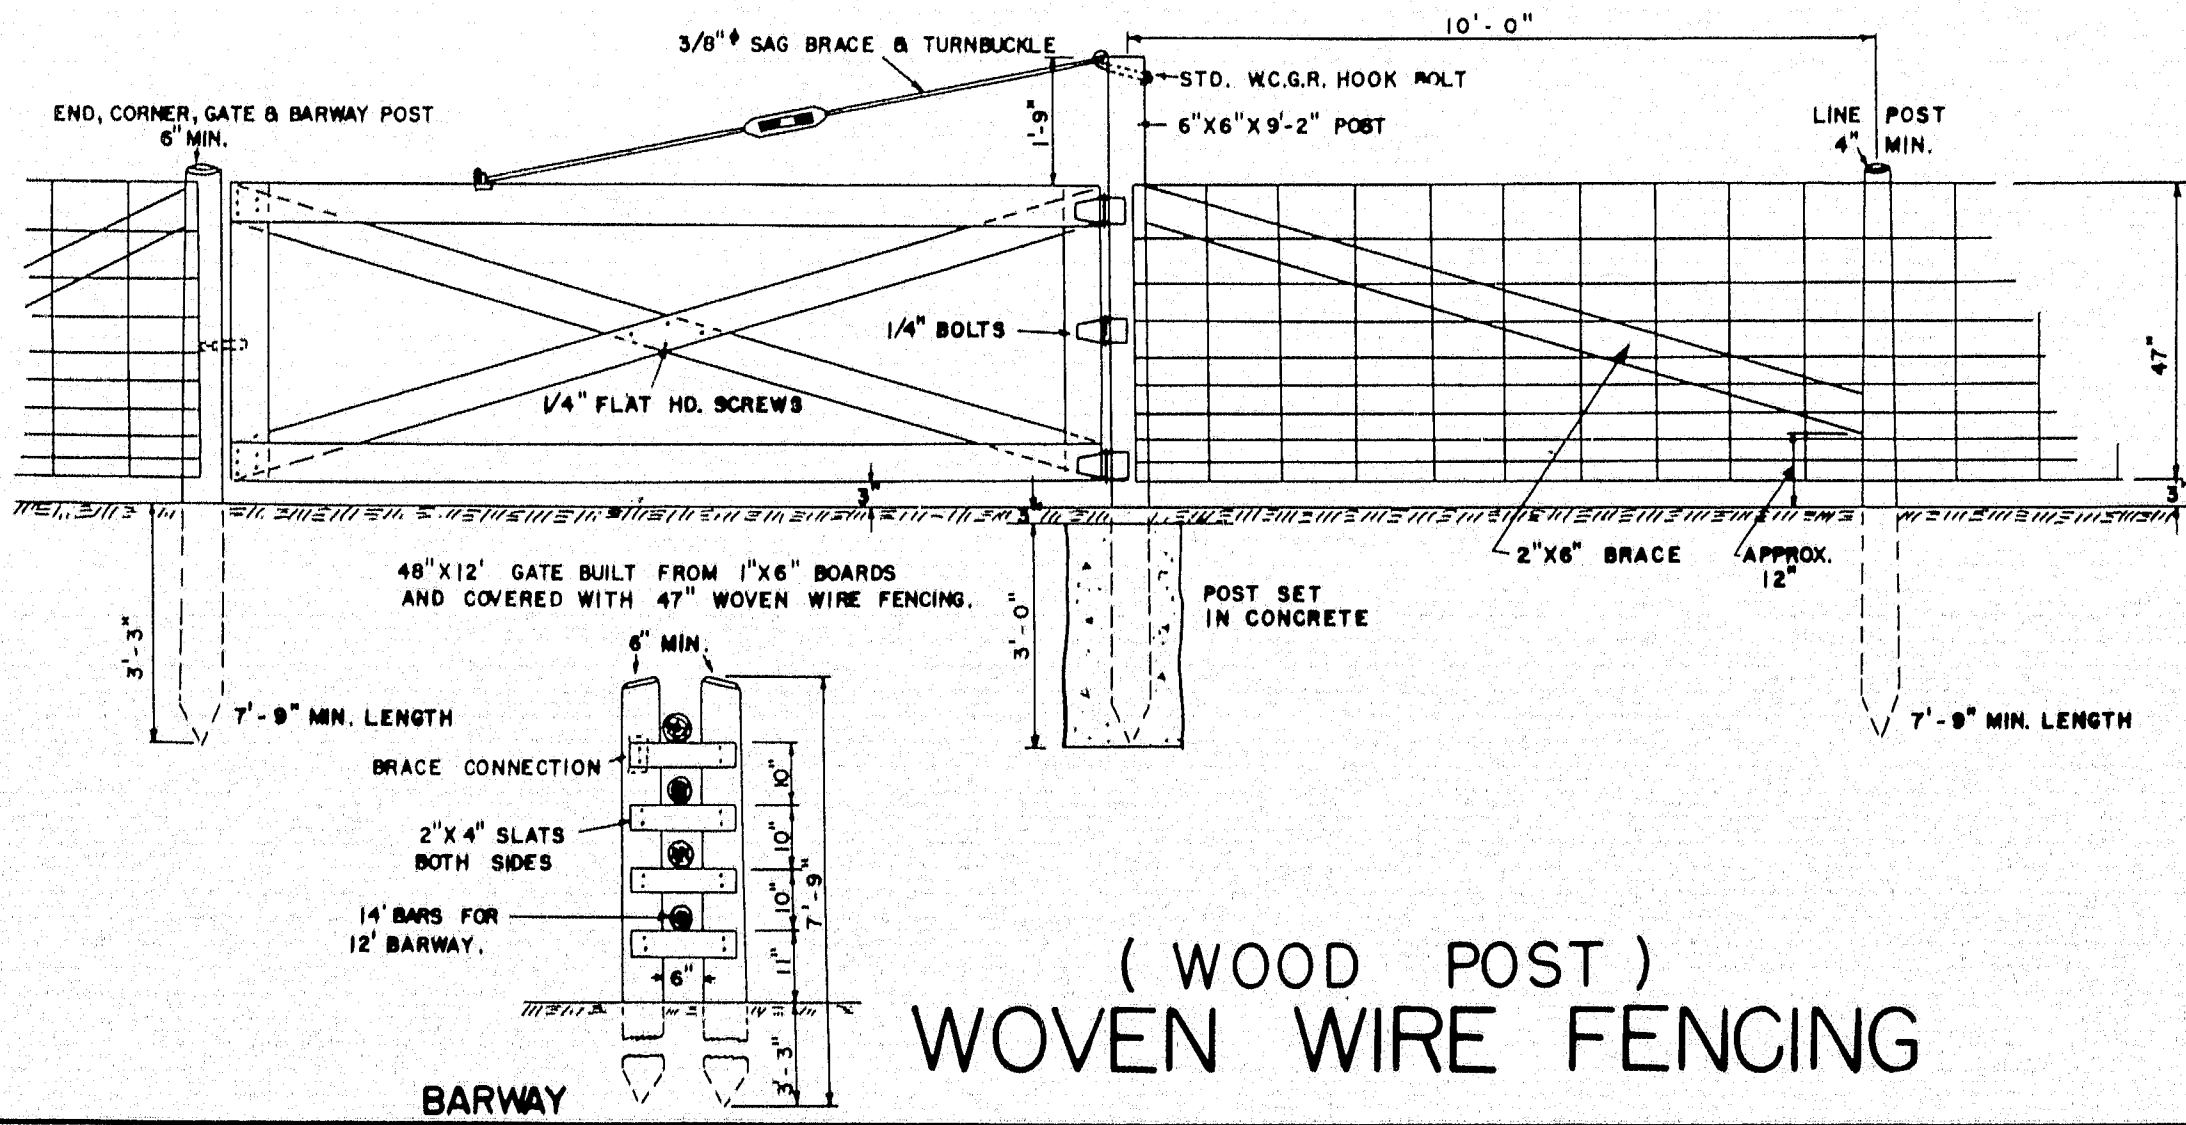 10'-0"
3/8"ϕ SAG BRACE & TURNBUCKLE
STD. W.C.G.R. HOOK BOLT
END, CORNER, GATE & BARWAY POST
6" MIN.
1'-9"
6"X6"X9'-2" POST
LINE POST
4" MIN.
1/4" BOLTS
47"
1/4" FLAT HD. SCREWS
3"
3"
3"
2"X6" BRACE
APPROX.
12"
48"X12' GATE BUILT FROM 1"X6" BOARDS
AND COVERED WITH 47" WOVEN WIRE FENCING.
POST SET
IN CONCRETE
3'-3"
3'-0"
7'-9" MIN. LENGTH
7'-9" MIN. LENGTH
6" MIN.
BRACE CONNECTION
10"
2"X4" SLATS
BOTH SIDES
10"
7'-9"
14' BARS FOR
12' BARWAY.
10"
11"
6"
3'-3"
BARWAY
(WOOD POST)
WOVEN WIRE FENCING